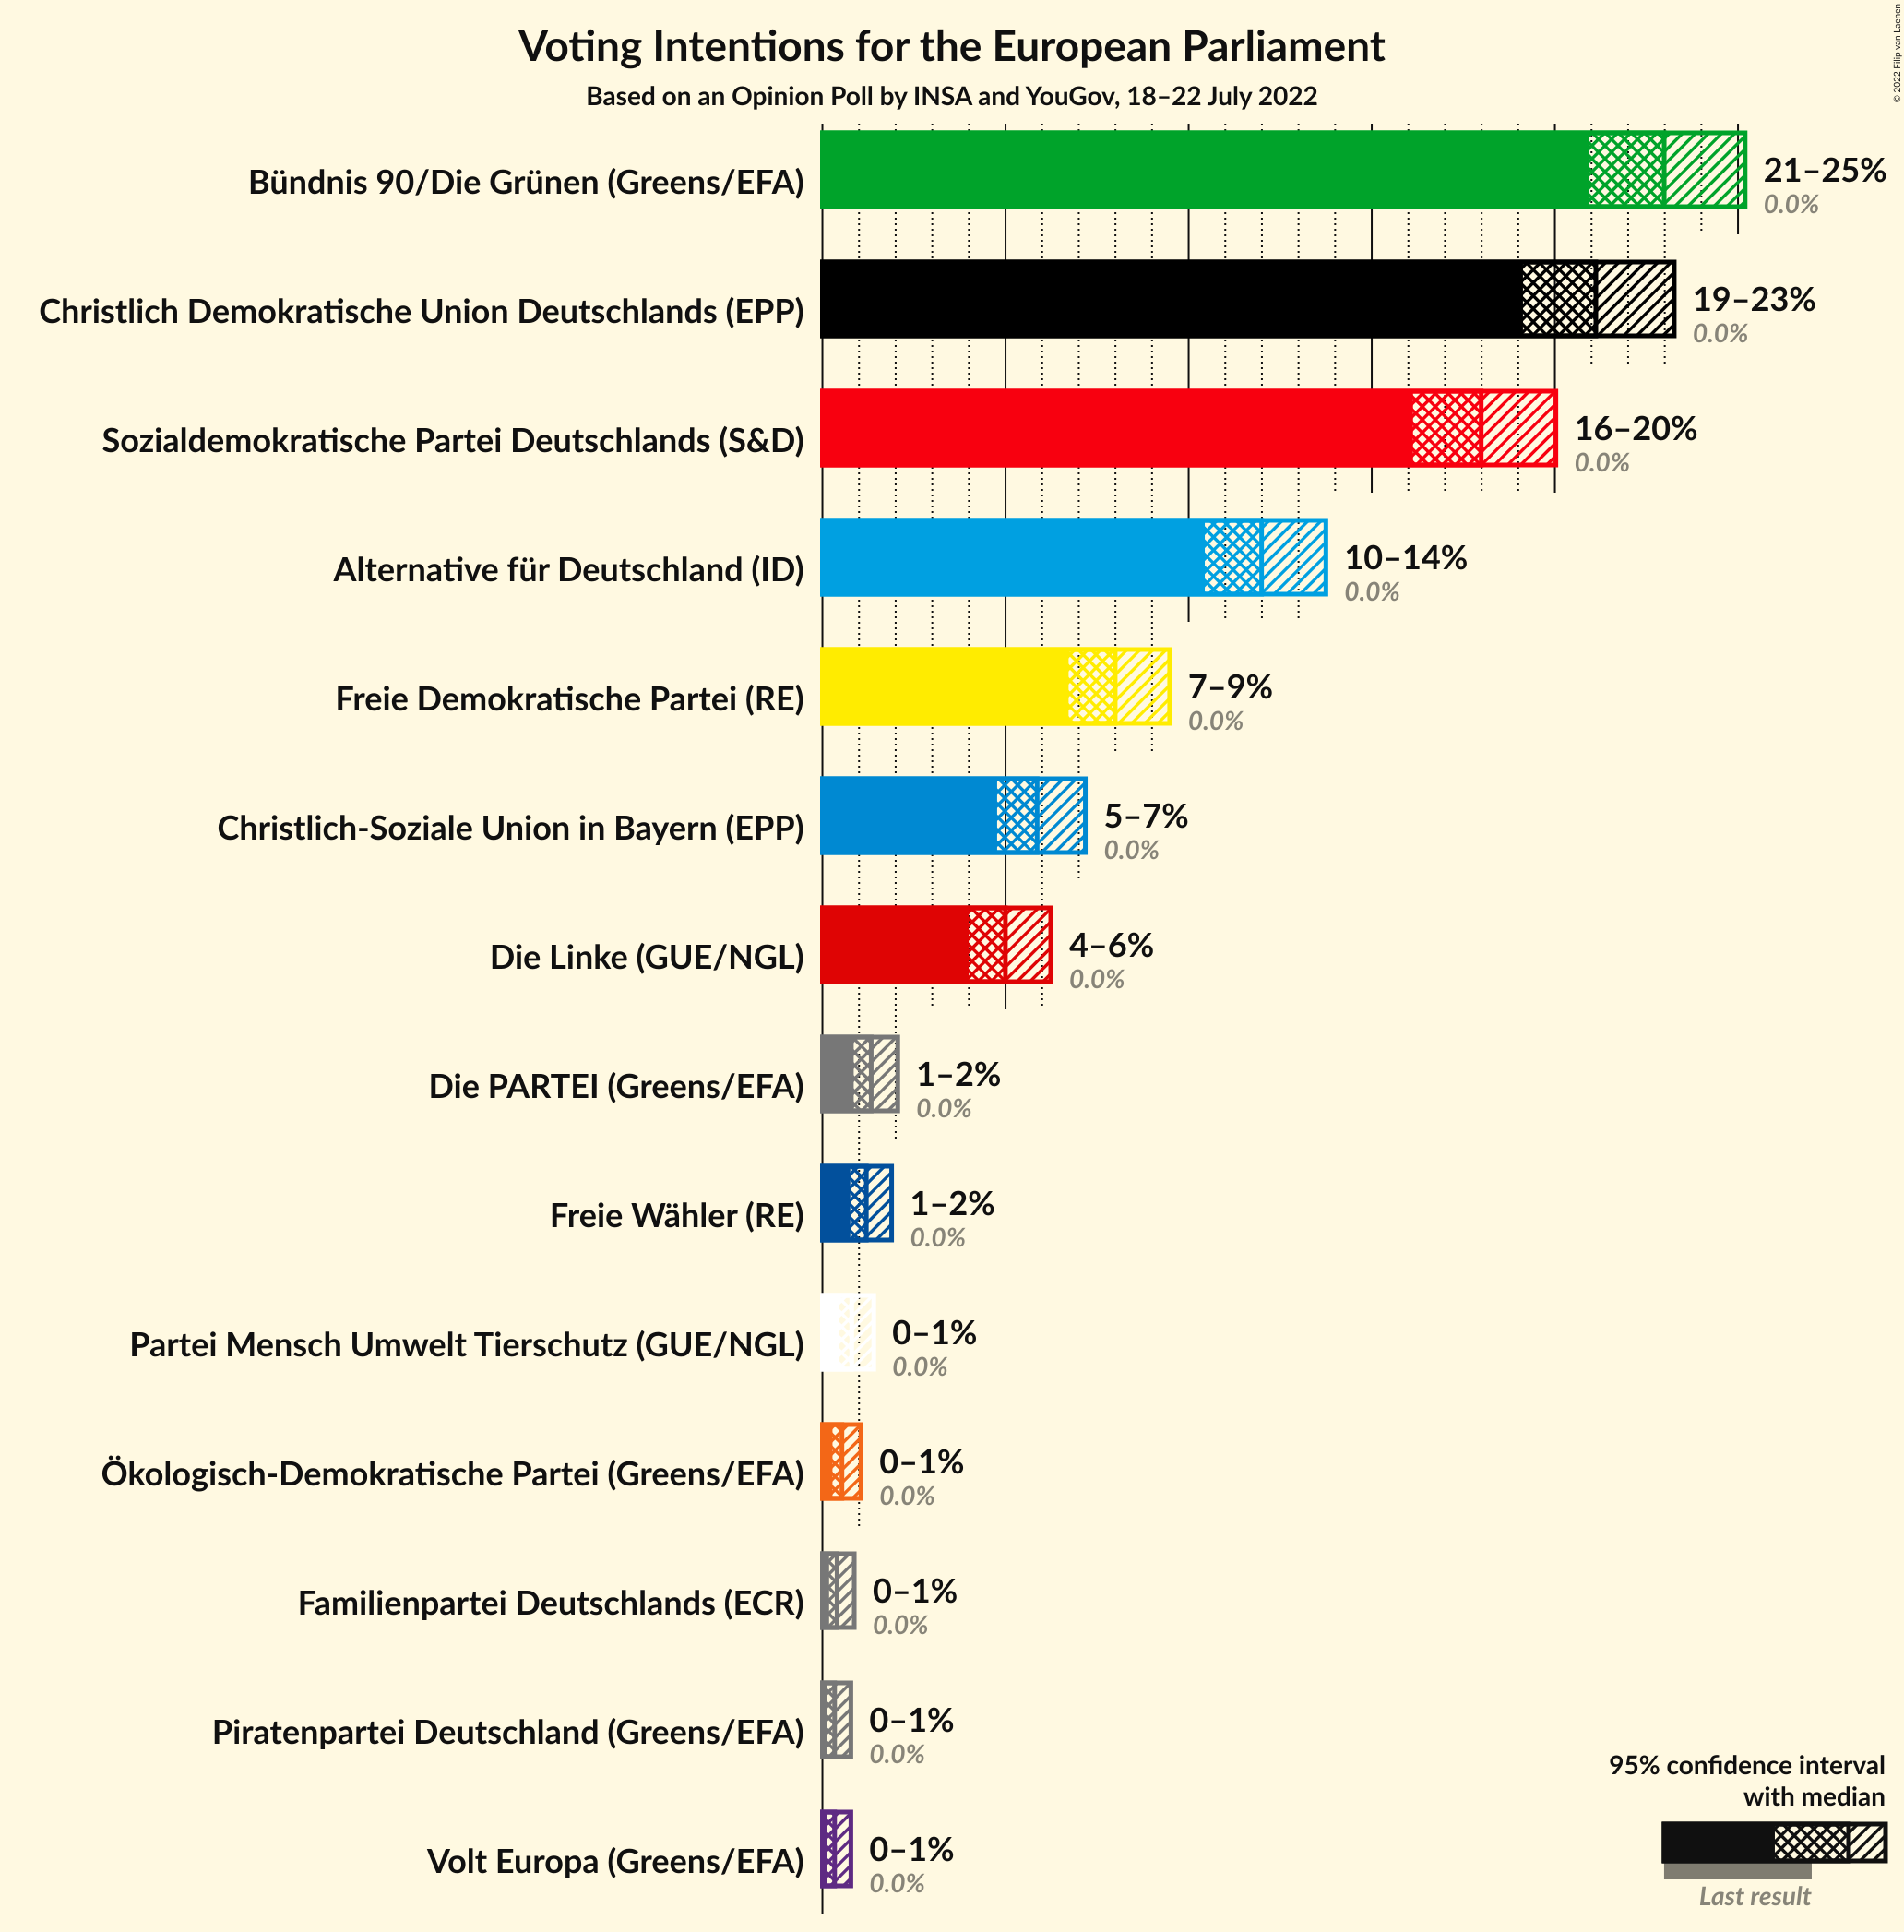 Voting Intentions for the European Parliament
Based on an Opinion Poll by INSA and YouGov, 18–22 July 2022
© 2022 Filip van Laenen
Bündnis 90/Die Grünen (Greens/EFA)
21–25%
0.0%
Christlich Demokratische Union Deutschlands (EPP)
19–23%
0.0%
Sozialdemokratische Partei Deutschlands (S&D)
16–20%
0.0%
Alternative für Deutschland (ID)
10–14%
0.0%
Freie Demokratische Partei (RE)
7–9%
0.0%
Christlich-Soziale Union in Bayern (EPP)
5–7%
0.0%
Die Linke (GUE/NGL)
4–6%
0.0%
Die PARTEI (Greens/EFA)
1–2%
0.0%
Freie Wähler (RE)
1–2%
0.0%
Partei Mensch Umwelt Tierschutz (GUE/NGL)
0–1%
0.0%
Ökologisch-Demokratische Partei (Greens/EFA)
0–1%
0.0%
Familienpartei Deutschlands (ECR)
0–1%
0.0%
Piratenpartei Deutschland (Greens/EFA)
0–1%
0.0%
Volt Europa (Greens/EFA)
0–1%
0.0%
95% confidence interval
with median
Last result